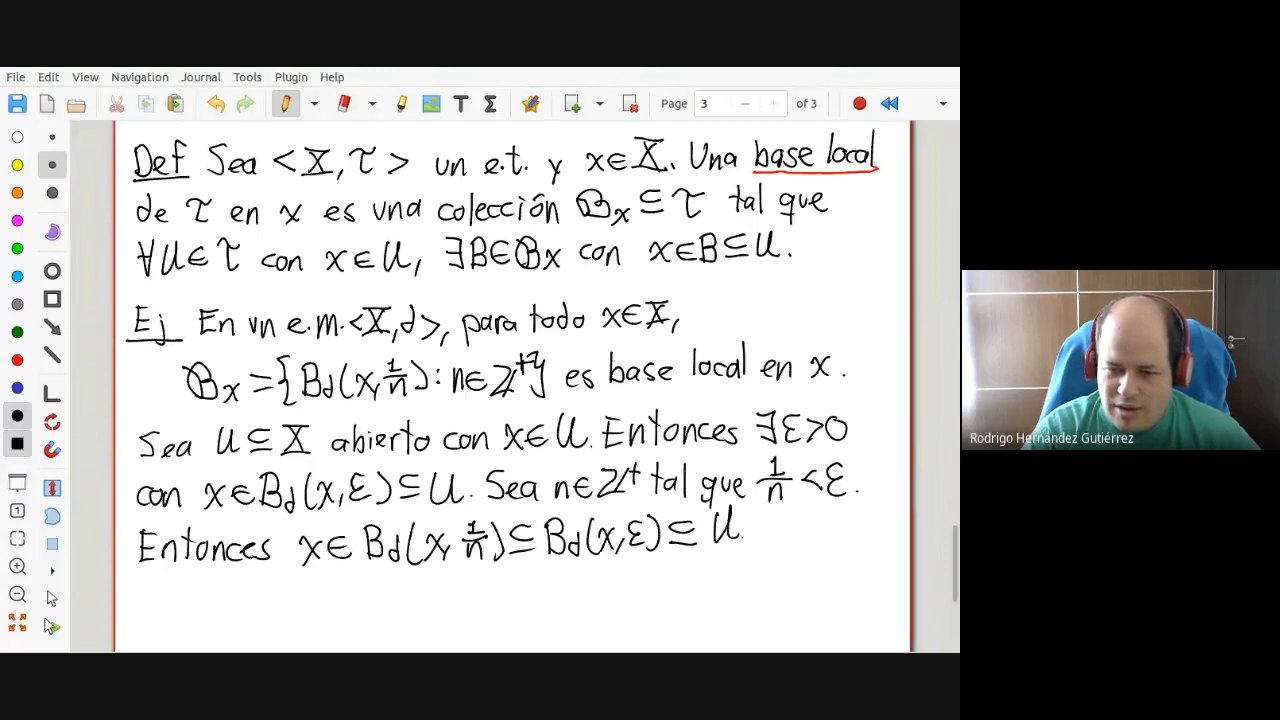 File Edit View Navigation Journal Tools Plugin Help
Page 3 of 3
Def Sea <X, τ> un e.t. y x∈X. Una base local
de τ en x es una colección ℬx ⊆ τ tal que
∀U∈τ con x∈U, ∃B∈ℬx con x∈B⊆U.
Ej En un e.m. <X,d>, para todo x∈X,
ℬx = {Bd(x, 1/n) : n∈ℤ+} es base local en x.
Sea U⊆X abierto con x∈U. Entonces ∃ε>0
con x∈Bd(x,ε)⊆U. Sea n∈ℤ+ tal que 1/n <ε.
Entonces x∈Bd(x, 1/n)⊆Bd(x,ε)⊆U.
Rodrigo Hernández Gutiérrez